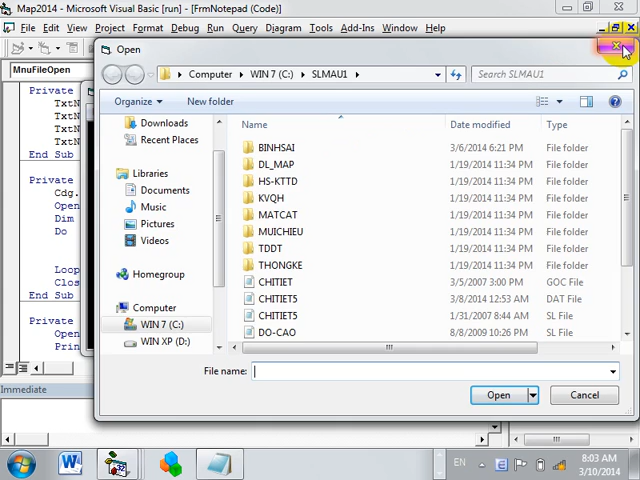 Map2014 - Microsoft Visual Basic [run] - [FrmNotepad (Code)]
File Edit View Project Format Debug Run Query Diagram Tools Add-Ins Window Help
MnuFileOpen
Open
Computer WIN 7 (C:) SLMAU1
Search SLMAU1
Organize New folder
Name Date modified Type
Downloads
Recent Places
Libraries
Documents
Music
Pictures
Videos
Homegroup
Computer
WIN 7 (C:)
WIN XP (D:)
BINHSAI 3/6/2014 6:21 PM File folder
DL_MAP 1/19/2014 11:34 PM File folder
HS-KTTD 1/19/2014 11:34 PM File folder
KVQH 1/19/2014 11:34 PM File folder
MATCAT 1/19/2014 11:34 PM File folder
MUICHIEU 1/19/2014 11:34 PM File folder
TDDT 1/19/2014 11:34 PM File folder
THONGKE 1/19/2014 11:34 PM File folder
CHITIET 3/5/2007 3:00 PM GOC File
CHITIET5 3/8/2014 12:53 AM DAT File
CHITIET5 1/31/2007 8:44 AM SL File
DO-CAO 8/8/2009 10:26 PM SL File
File name:
Open Cancel
Private
TxtN
TxtN
TxtN
End Sub
Private
Cdg.
Open
Dim
Do
Loop
Close
End Sub
Private
Open
Print
Immediate
EN
8:03 AM
3/10/2014